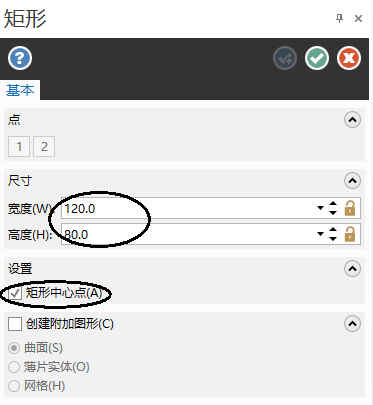 矩形
基本
点
1 2
尺寸
宽度(W): 120.0
高度(H): 80.0
设置
矩形中心点(A)
创建附加图形(C)
曲面(S)
薄片实体(O)
网格(H)